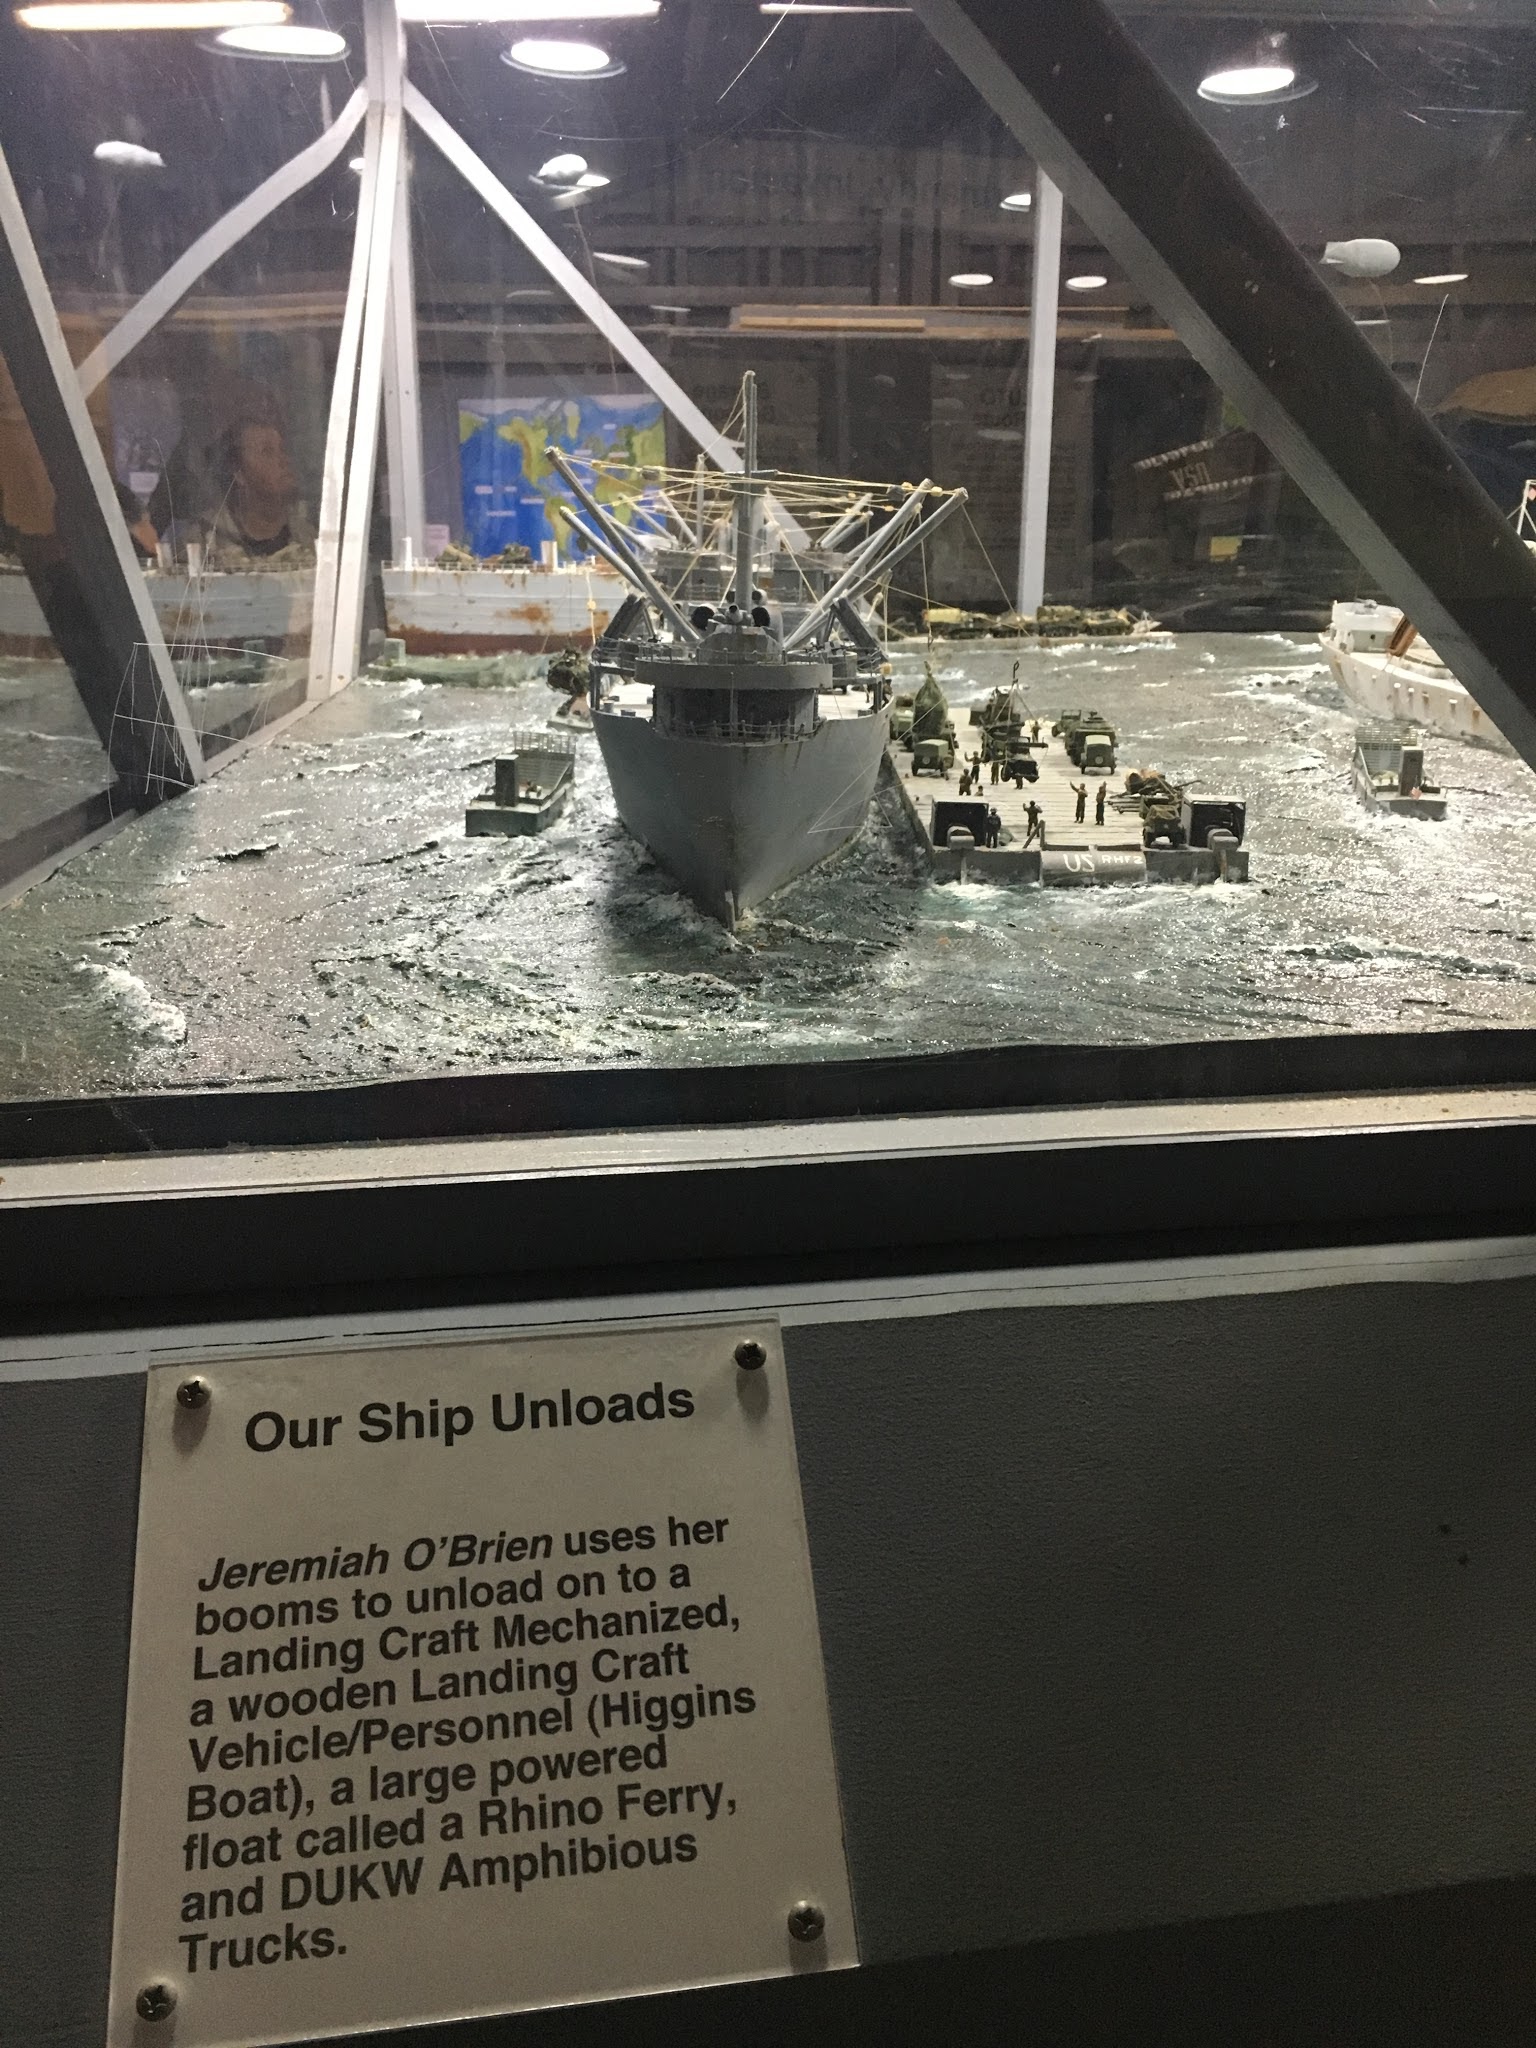 US RHF2
Our Ship Unloads
Jeremiah O'Brien uses her
booms to unload on to a
Landing Craft Mechanized,
a wooden Landing Craft
Vehicle/Personnel (Higgins
Boat), a large powered
float called a Rhino Ferry,
and DUKW Amphibious
Trucks.